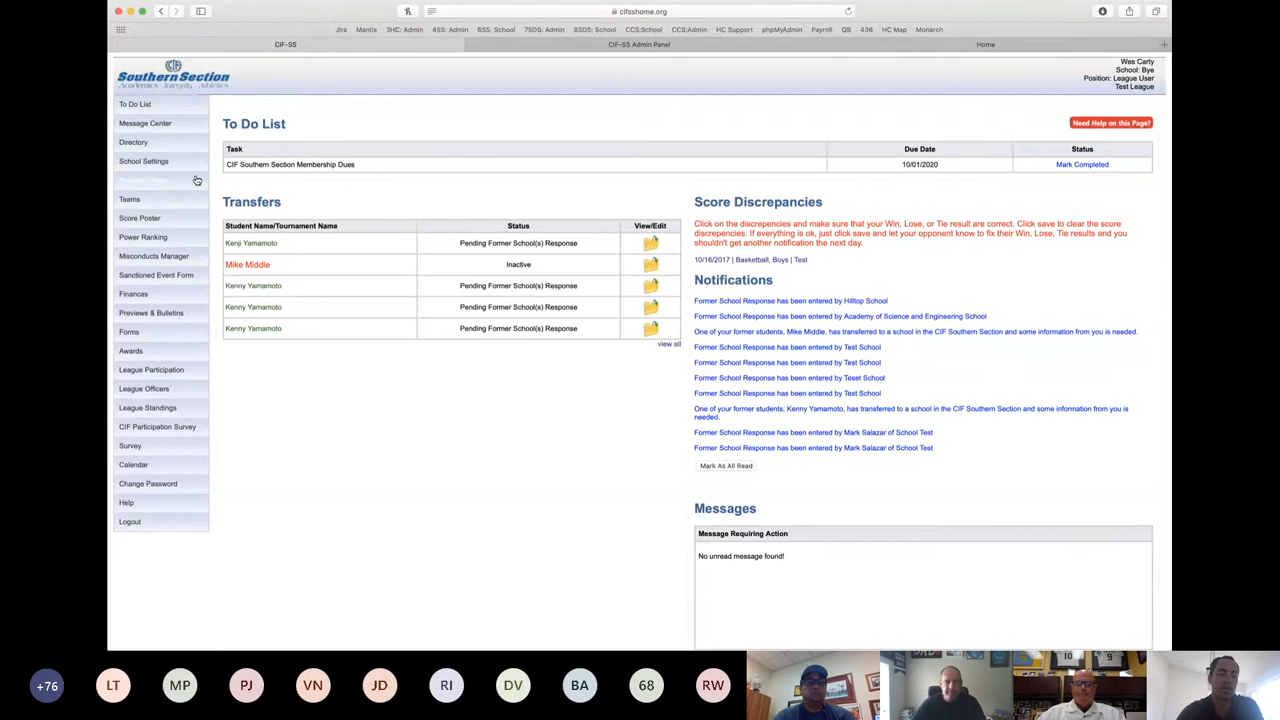 cifsshome.org
Jira Mantis 3HC: Admin 4SS: Admin 6SS: School 7SDS: Admin 8SDS: School CCS:School CCS:Admin HC Support phpMyAdmin Payroll QB 436 HC Map Monarch
CIF-SS CIF-SS Admin Panel Home
CIF
Southern Section
Academics Integrity Athletics
Wes Carty
School: Bye
Position: League User
Test League
To Do List
Message Center
Directory
School Settings
Teams
Score Poster
Power Ranking
Misconducts Manager
Sanctioned Event Form
Finances
Previews & Bulletins
Forms
Awards
League Participation
League Officers
League Standings
CIF Participation Survey
Survey
Calendar
Change Password
Help
Logout
To Do List
Need Help on this Page?
Task Due Date Status
CIF Southern Section Membership Dues 10/01/2020 Mark Completed
Transfers
Student Name/Tournament Name Status View/Edit
Kenji Yamamoto Pending Former School(s) Response
Mike Middle Inactive
Kenny Yamamoto Pending Former School(s) Response
Kenny Yamamoto Pending Former School(s) Response
Kenny Yamamoto Pending Former School(s) Response
view all
Score Discrepancies
Click on the discrepancies and make sure that your Win, Lose, or Tie result are correct. Click save to clear the score
discrepancies. If everything is ok, just click save and let your opponent know to fix their Win, Lose, Tie results and you
shouldn't get another notification the next day.
10/16/2017 | Basketball, Boys | Test
Notifications
Former School Response has been entered by Hilltop School
Former School Response has been entered by Academy of Science and Engineering School
One of your former students, Mike Middle, has transferred to a school in the CIF Southern Section and some information from you is needed.
Former School Response has been entered by Test School
Former School Response has been entered by Test School
Former School Response has been entered by Teset School
Former School Response has been entered by Test School
One of your former students, Kenny Yamamoto, has transferred to a school in the CIF Southern Section and some information from you is
needed.
Former School Response has been entered by Mark Salazar of School Test
Former School Response has been entered by Mark Salazar of School Test
Mark As All Read
Messages
Message Requiring Action
No unread message found!
+76 LT MP PJ VN JD RI DV BA 68 RW
10 9